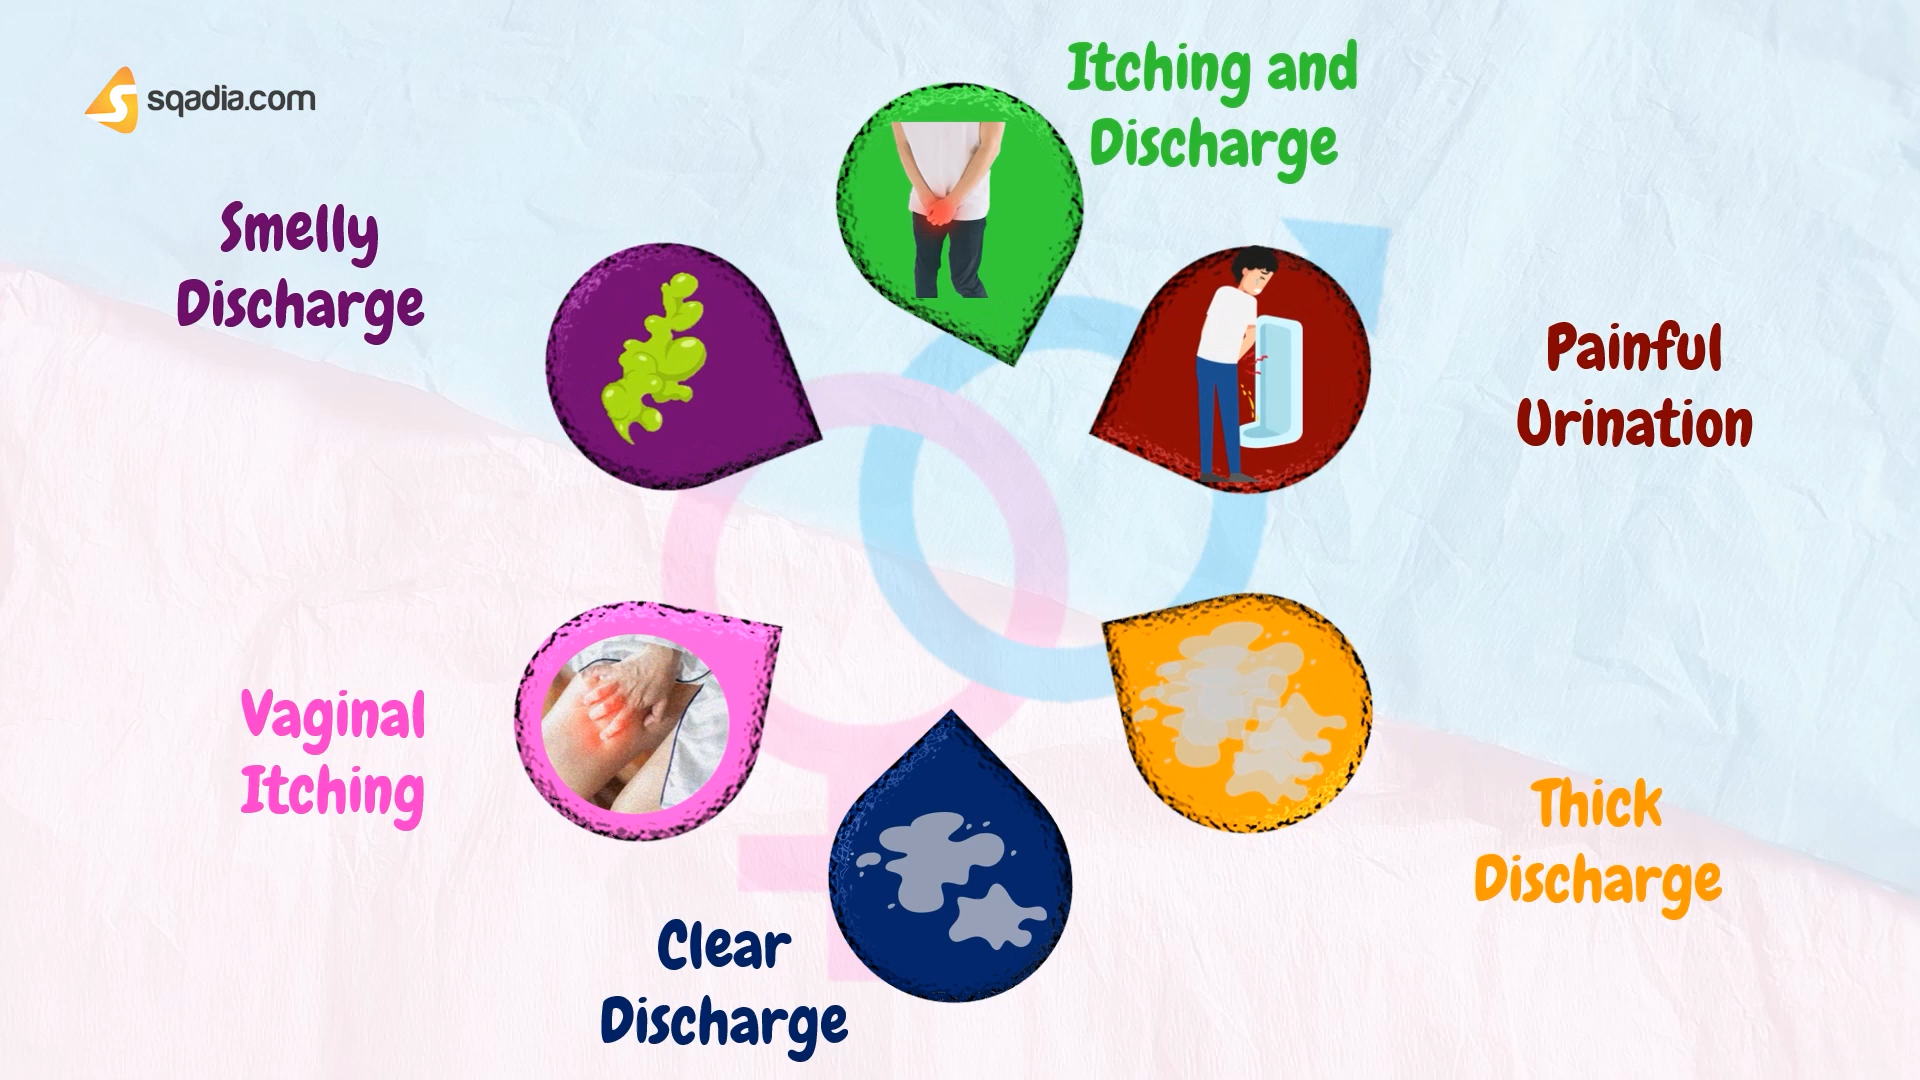 sqadia.com
Itching and
Discharge
Smelly
Discharge
Painful
Urination
Vaginal
Itching
Thick
Discharge
Clear
Discharge